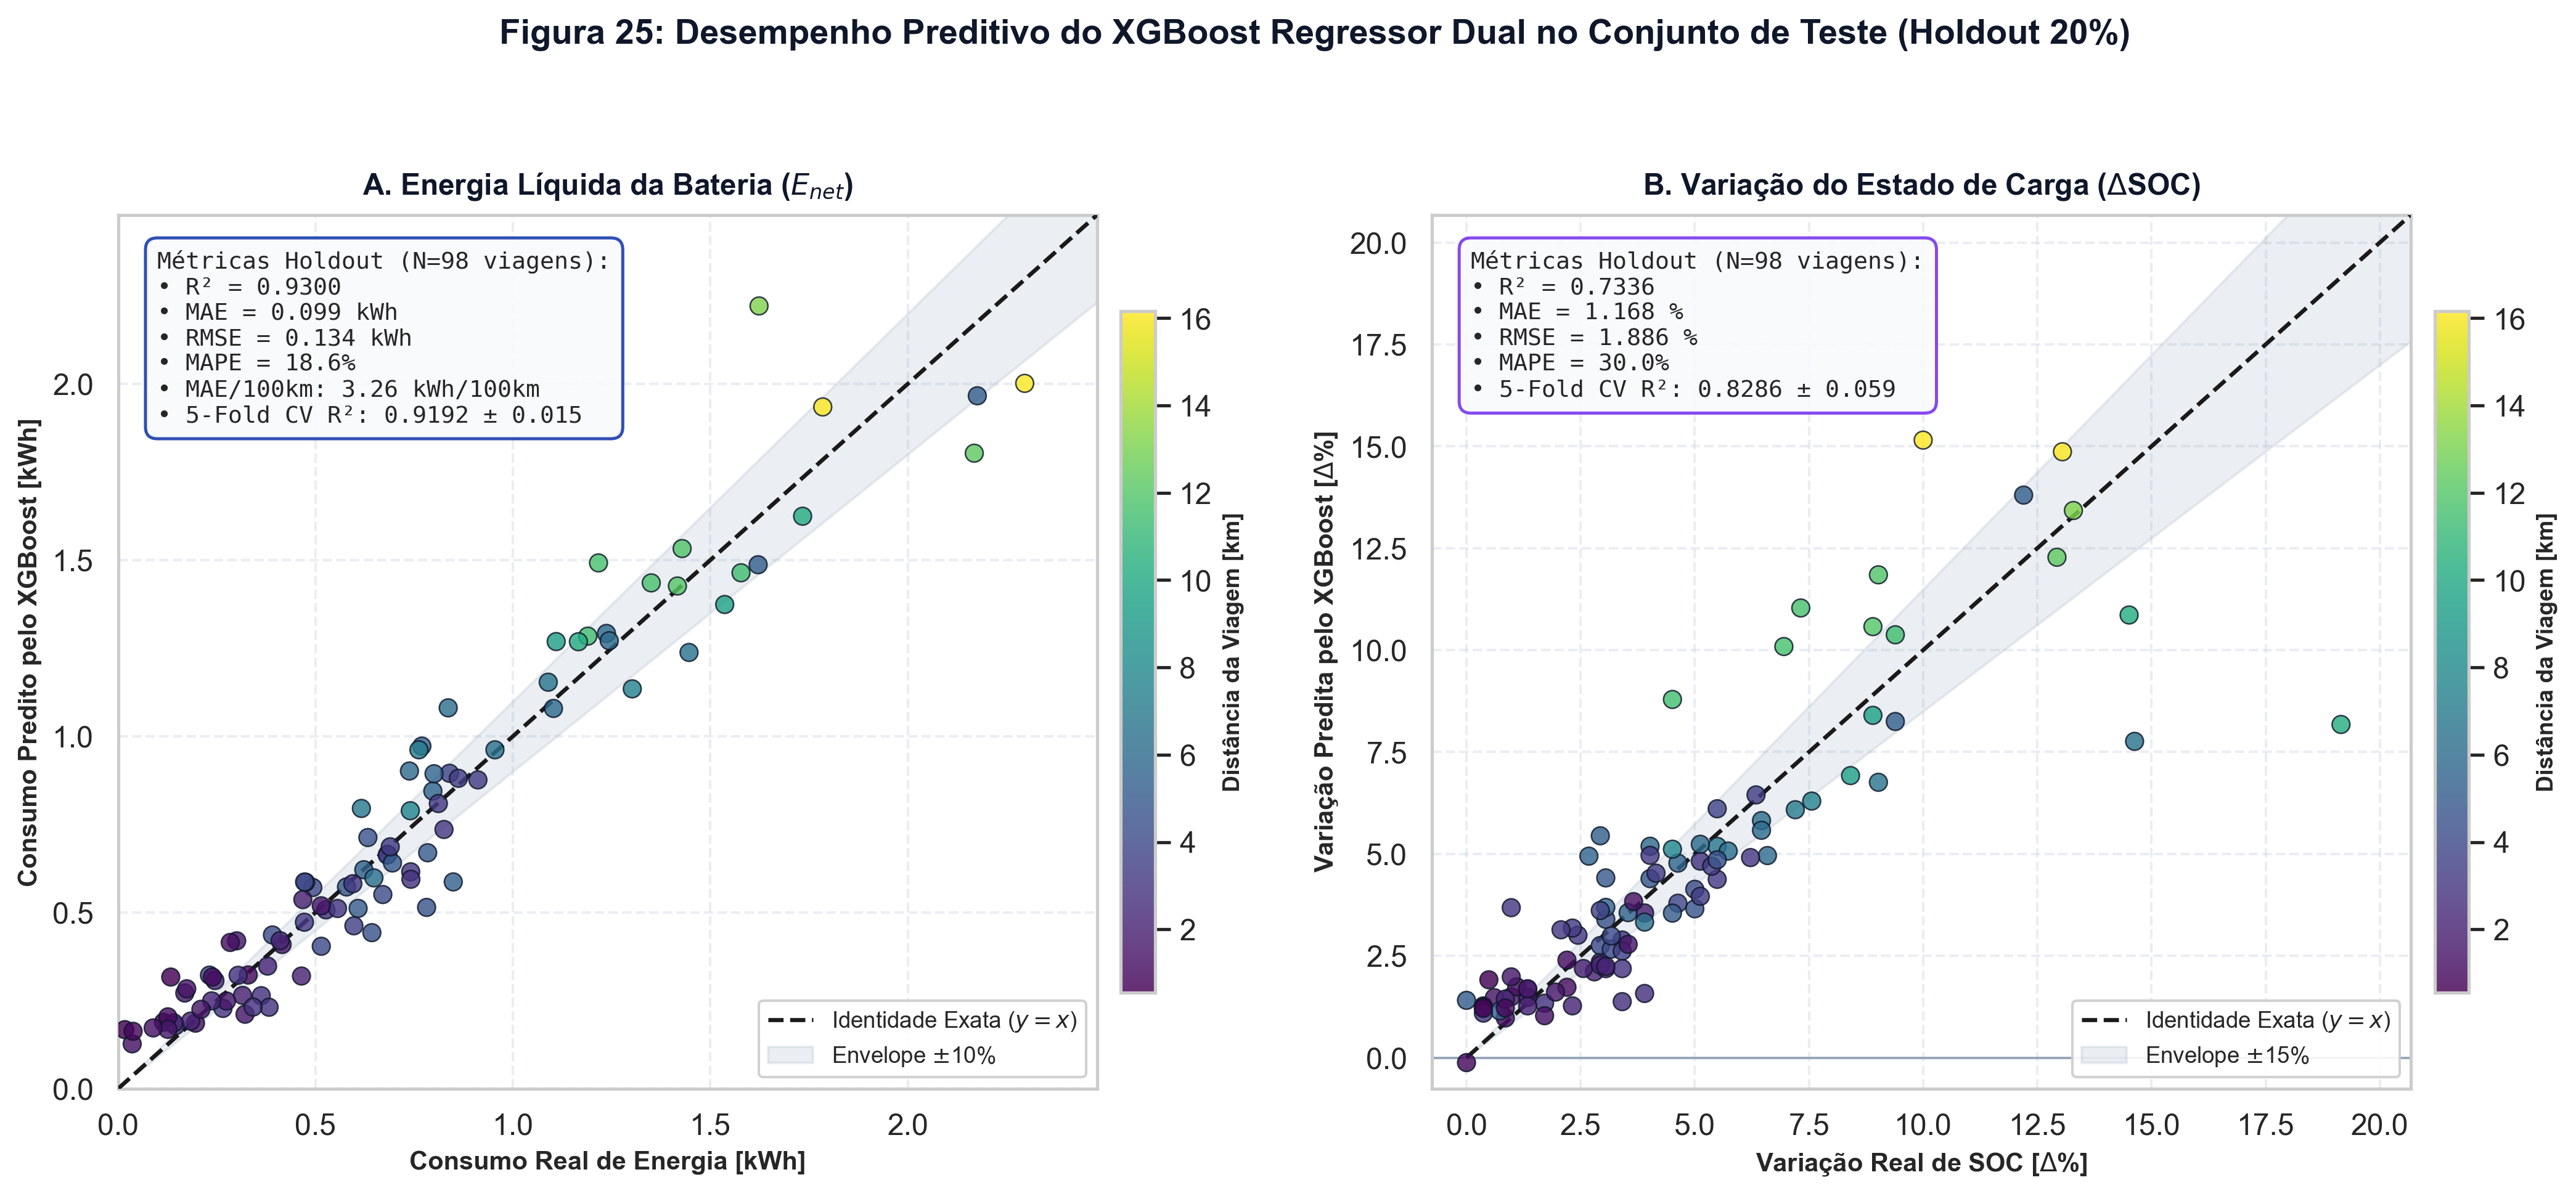 Figura 25: Desempenho Preditivo do XGBoost Regressor Dual no Conjunto de Teste (Holdout 20%)
A. Energia Líquida da Bateria (E_net)
Métricas Holdout (N=98 viagens):
• R² = 0.9300
• MAE = 0.099 kWh
• RMSE = 0.134 kWh
• MAPE = 18.6%
• MAE/100km: 3.26 kWh/100km
• 5-Fold CV R²: 0.9192 ± 0.015
Consumo Predito pelo XGBoost [kWh]
2.0
1.5
1.0
0.5
0.0
0.0 0.5 1.0 1.5 2.0
Consumo Real de Energia [kWh]
Identidade Exata (y = x)
Envelope ±10%
16
14
12
10
8
6
4
2
Distância da Viagem [km]
B. Variação do Estado de Carga (ΔSOC)
Métricas Holdout (N=98 viagens):
• R² = 0.7336
• MAE = 1.168 %
• RMSE = 1.886 %
• MAPE = 30.0%
• 5-Fold CV R²: 0.8286 ± 0.059
Variação Predita pelo XGBoost [Δ%]
20.0
17.5
15.0
12.5
10.0
7.5
5.0
2.5
0.0
0.0 2.5 5.0 7.5 10.0 12.5 15.0 17.5 20.0
Variação Real de SOC [Δ%]
Identidade Exata (y = x)
Envelope ±15%
16
14
12
10
8
6
4
2
Distância da Viagem [km]